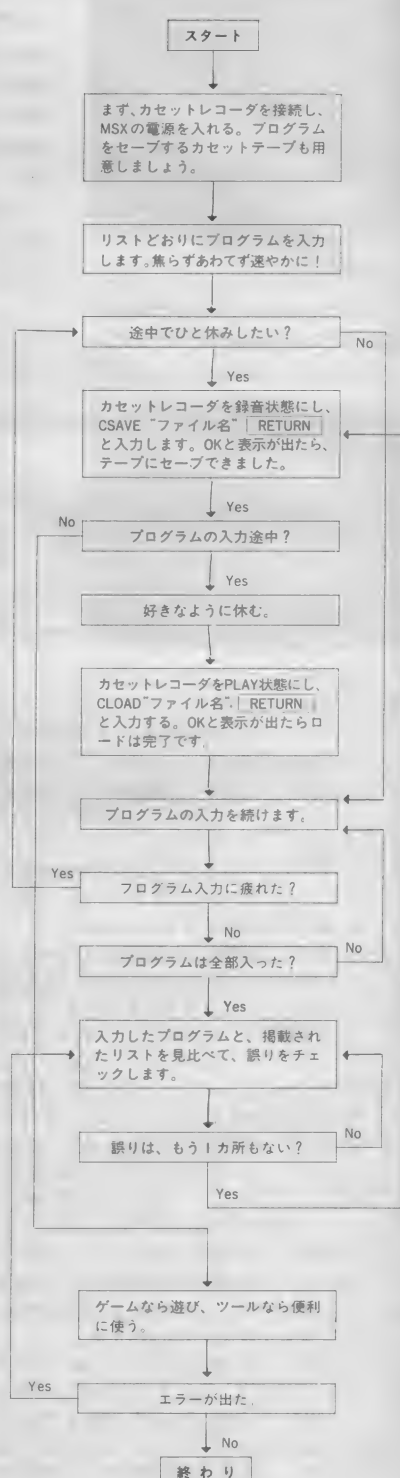 スタート
まず、カセットレコーダを接続し、
MSXの電源を入れる。プログラム
をセーブするカセットテープも用
意しましょう。
リストどおりにプログラムを入力
します。焦らずあわてず速やかに！
途中でひと休みしたい？
No
Yes
カセットレコーダを録音状態にし、
CSAVE "ファイル名" RETURN
と入力します。OKと表示が出たら、
テープにセーブできました。
Yes
No
プログラムの入力途中？
Yes
好きなように休む。
カセットレコーダをPLAY状態にし、
CLOAD"ファイル名". RETURN
と入力する。OKと表示が出たらロ
ードは完了です。
プログラムの入力を続けます。
Yes
フログラム入力に疲れた？
No
プログラムは全部入った？
No
Yes
入力したプログラムと、掲載され
たリストを見比べて、誤りをチェ
ックします。
誤りは、もう1カ所もない？
No
Yes
ゲームなら遊び、ツールなら便利
に使う。
Yes
エラーが出た.
No
終わり